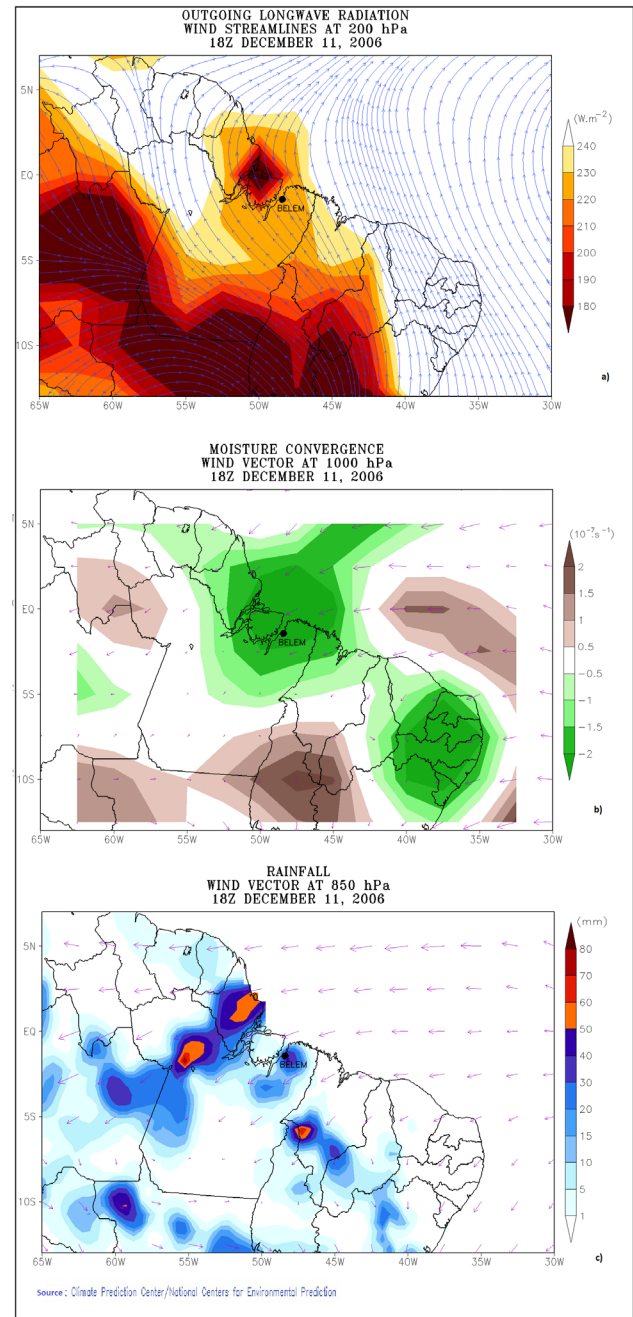 OUTGOING LONGWAVE RADIATION
WIND STREAMLINES AT 200 hPa
18Z DECEMBER 11, 2006
(W.m⁻²)
5N
EQ
5S
10S
240
230
220
210
200
190
180
BELEM
a)
65W 60W 55W 50W 45W 40W 35W 30W
MOISTURE CONVERGENCE
WIND VECTOR AT 1000 hPa
18Z DECEMBER 11, 2006
(10⁻⁷.s⁻¹)
5N
EQ
5S
10S
2
1.5
1
0.5
-0.5
-1
-1.5
-2
BELEM
b)
65W 60W 55W 50W 45W 40W 35W 30W
RAINFALL
WIND VECTOR AT 850 hPa
18Z DECEMBER 11, 2006
(mm)
5N
EQ
5S
10S
80
70
60
50
40
30
20
15
10
5
1
BELEM
c)
65W 60W 55W 50W 45W 40W 35W 30W
Source : Climate Prediction Center/National Centers for Environmental Prediction